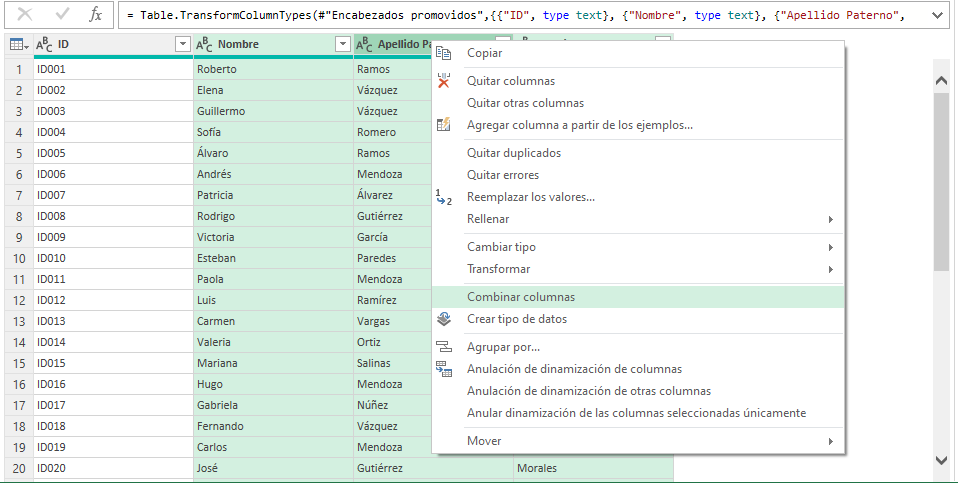 fx = Table.TransformColumnTypes(#"Encabezados promovidos",{{"ID", type text}, {"Nombre", type text}, {"Apellido Paterno",
ABC ID ABC Nombre ABC Apellido Pa
1 ID001 Roberto Ramos
2 ID002 Elena Vázquez
3 ID003 Guillermo Vázquez
4 ID004 Sofía Romero
5 ID005 Álvaro Ramos
6 ID006 Andrés Mendoza
7 ID007 Patricia Álvarez
8 ID008 Rodrigo Gutiérrez
9 ID009 Victoria García
10 ID010 Esteban Paredes
11 ID011 Paola Mendoza
12 ID012 Luis Ramírez
13 ID013 Carmen Vargas
14 ID014 Valeria Ortiz
15 ID015 Mariana Salinas
16 ID016 Hugo Mendoza
17 ID017 Gabriela Núñez
18 ID018 Fernando Vázquez
19 ID019 Carlos Mendoza
20 ID020 José Gutiérrez Morales
Copiar
Quitar columnas
Quitar otras columnas
Agregar columna a partir de los ejemplos...
Quitar duplicados
Quitar errores
1 2 Reemplazar los valores...
Rellenar
Cambiar tipo
Transformar
Combinar columnas
Crear tipo de datos
Agrupar por...
Anulación de dinamización de columnas
Anulación de dinamización de otras columnas
Anular dinamización de las columnas seleccionadas únicamente
Mover